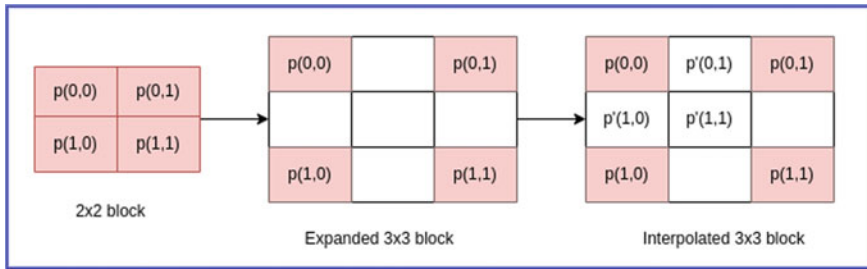 p(0,0) p(0,1)
p(1,0) p(1,1)
2x2 block
p(0,0) p(0,1)
p(1,0) p(1,1)
Expanded 3x3 block
p(0,0) p'(0,1) p(0,1)
p'(1,0) p'(1,1)
p(1,0) p(1,1)
Interpolated 3x3 block